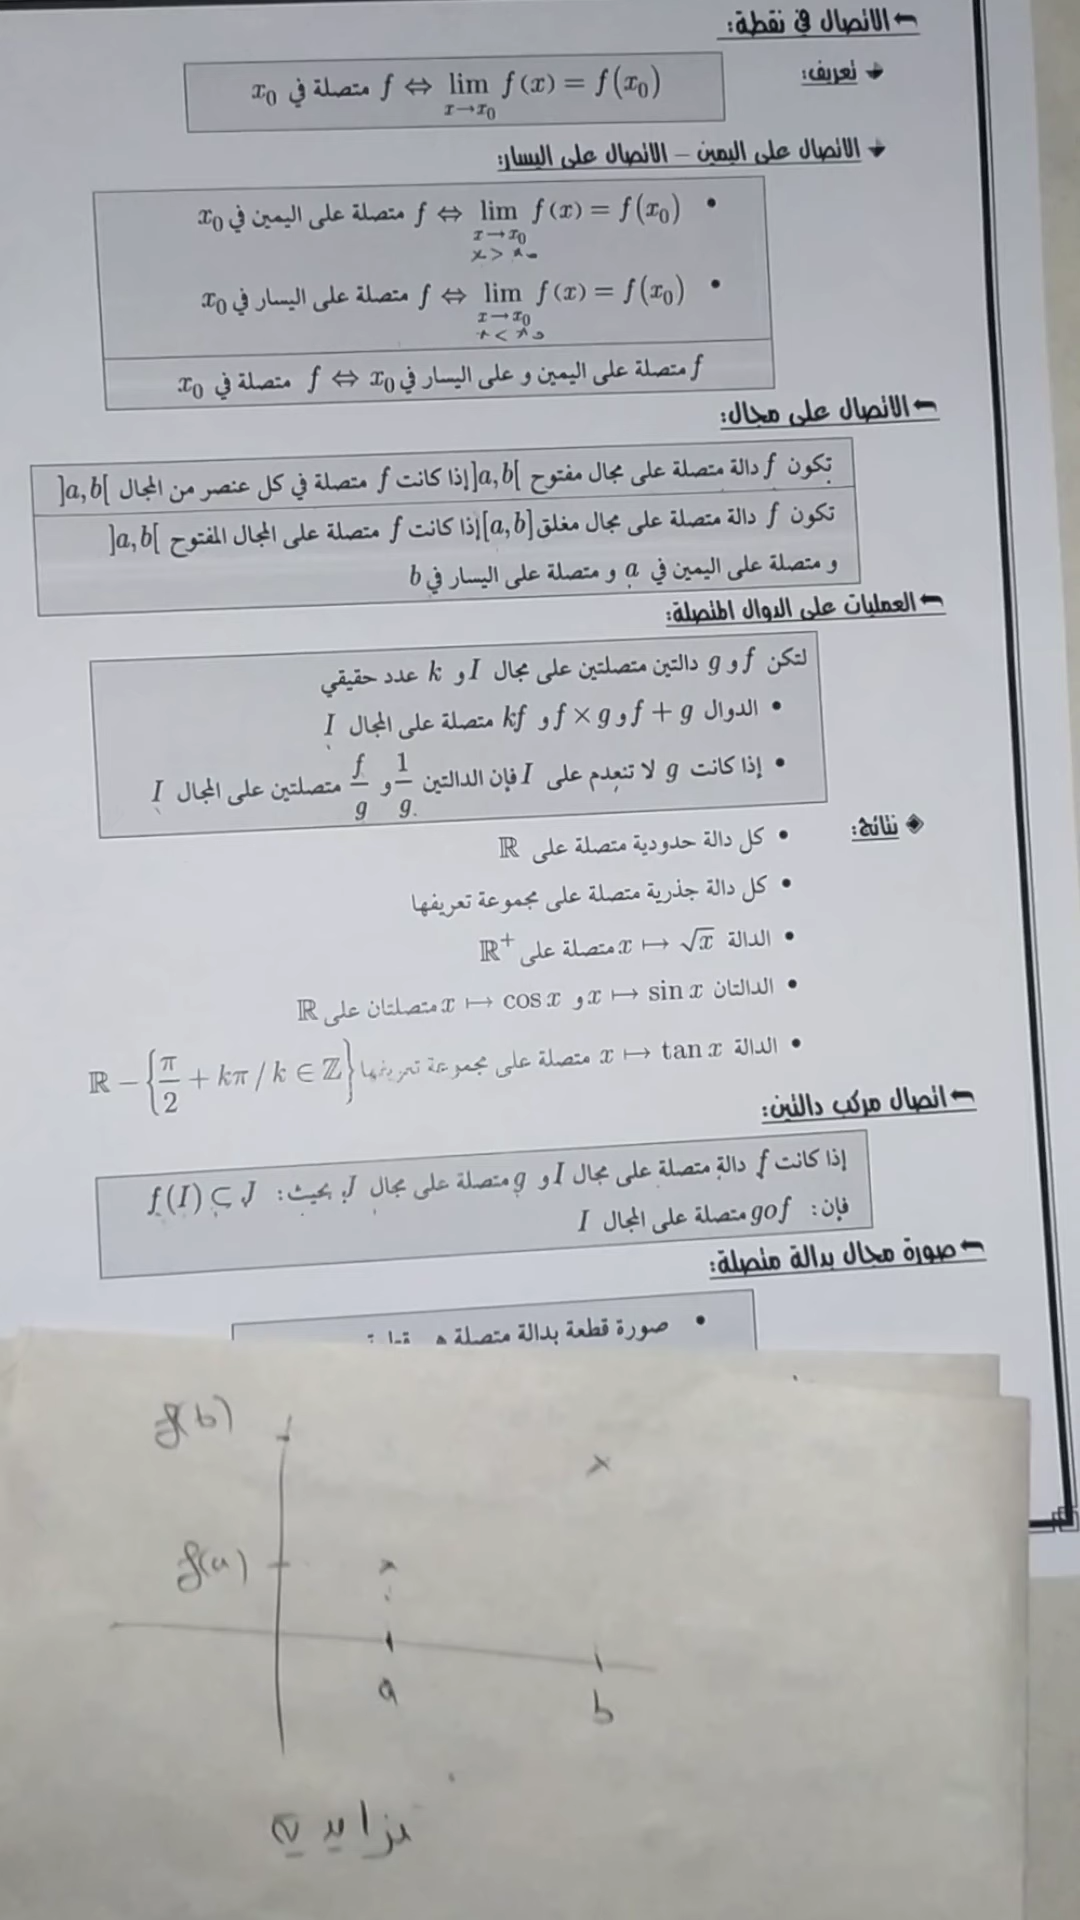 الاتصال في نقطة:
تعريف:
f متصلة في x₀ ⇔ lim f(x) = f(x₀)
x→x₀
الاتصال على اليمين – الاتصال على اليسار:
• f متصلة على اليمين في x₀ ⇔ lim f(x) = f(x₀)
x→x₀
x > x₀
• f متصلة على اليسار في x₀ ⇔ lim f(x) = f(x₀)
x→x₀
x < x₀
f متصلة على اليمين و على اليسار في x₀ ⇔ f متصلة في x₀
الاتصال على مجال:
تكون f دالة متصلة على مجال مفتوح ]a,b[ إذا كانت f متصلة في كل عنصر من المجال ]a,b[
تكون f دالة متصلة على مجال مغلق [a,b] إذا كانت f متصلة على المجال المفتوح ]a,b[
و متصلة على اليمين في a و متصلة على اليسار في b
العمليات على الدوال المتصلة:
لتكن f و g دالتين متصلتين على مجال I و k عدد حقيقي
• الدوال f + g و f × g و kf متصلة على المجال I
• إذا كانت g لا تنعدم على I فإن الدالتين 1/g و f/g متصلتين على المجال I
نتائج:
• كل دالة حدودية متصلة على ℝ
• كل دالة جذرية متصلة على مجموعة تعريفها
• الدالة x ↦ √x متصلة على ℝ⁺
• الدالتان x ↦ sin x و x ↦ cos x متصلتان على ℝ
• الدالة x ↦ tan x متصلة على مجموعة تعريفها ℝ − {π/2 + kπ / k ∈ ℤ}
اتصال مركب دالتين:
إذا كانت f دالة متصلة على مجال I و g متصلة على مجال J بحيث: f(I) ⊂ J
فإن: gof متصلة على المجال I
صورة مجال بدالة متصلة:
• صورة قطعة بدالة متصلة
f(b)
f(a)
a
b